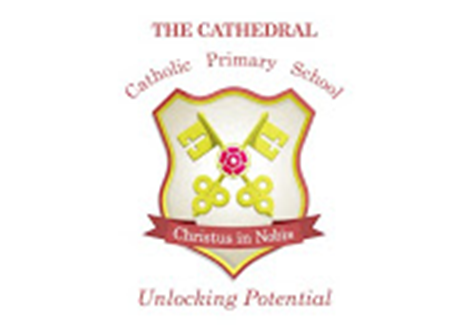 THE CATHEDRAL
Catholic Primary School
Christus in Nobis
Unlocking Potential